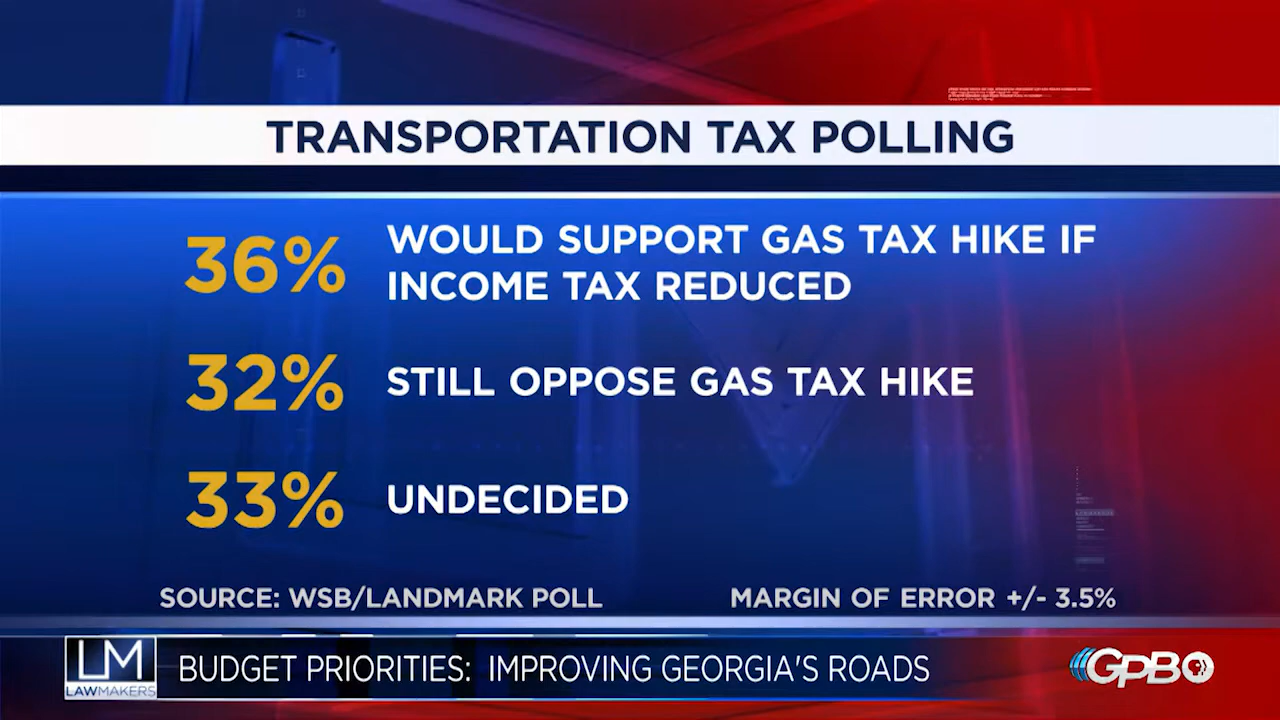 TRANSPORTATION TAX POLLING
36%
WOULD SUPPORT GAS TAX HIKE IF
INCOME TAX REDUCED
32%
STILL OPPOSE GAS TAX HIKE
33%
UNDECIDED
SOURCE: WSB/LANDMARK POLL
MARGIN OF ERROR +/- 3.5%
LM
LAWMAKERS
BUDGET PRIORITIES: IMPROVING GEORGIA'S ROADS
GPB